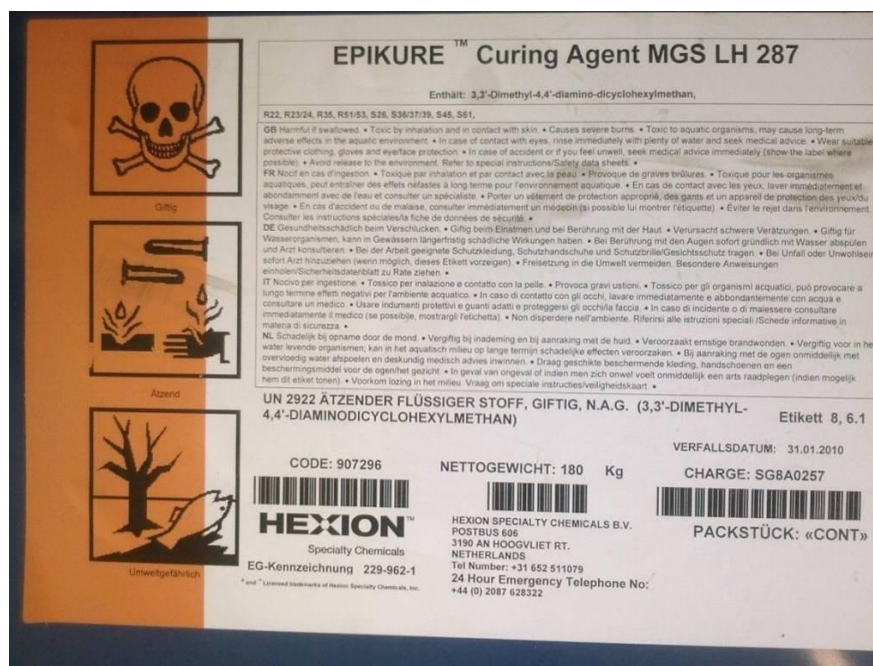 EPIKURE ™ Curing Agent MGS LH 287
Enthält: 3,3'-Dimethyl-4,4'-diamino-dicyclohexylmethan,
R22, R23/24, R35, R51/53, S26, S36/37/39, S45, S61,
GB Harmful if swallowed. • Toxic by inhalation and in contact with skin. • Causes severe burns. • Toxic to aquatic organisms, may cause long-term
adverse effects in the aquatic environment. • In case of contact with eyes, rinse immediately with plenty of water and seek medical advice. • Wear suitable
protective clothing, gloves and eye/face protection. • In case of accident or if you feel unwell, seek medical advice immediately (show the label where
possible). • Avoid release to the environment. Refer to special instructions/Safety data sheets. •
FR Nocif en cas d'ingestion. • Toxique par inhalation et par contact avec la peau. • Provoque de graves brûlures. • Toxique pour les organismes
aquatiques, peut entraîner des effets néfastes à long terme pour l'environnement aquatique. • En cas de contact avec les yeux, laver immédiatement et
abondamment avec de l'eau et consulter un spécialiste. • Porter un vêtement de protection approprié, des gants et un appareil de protection des yeux/du
visage. • En cas d'accident ou de malaise, consulter immédiatement un médecin (si possible lui montrer l'étiquette). • Éviter le rejet dans l'environnement.
Consulter les instructions spéciales/la fiche de données de sécurité. •
DE Gesundheitsschädlich beim Verschlucken. • Giftig beim Einatmen und bei Berührung mit der Haut. • Verursacht schwere Verätzungen. • Giftig für
Wasserorganismen, kann in Gewässern längerfristig schädliche Wirkungen haben. • Bei Berührung mit den Augen sofort gründlich mit Wasser abspülen
und Arzt konsultieren. • Bei der Arbeit geeignete Schutzkleidung, Schutzhandschuhe und Schutzbrille/Gesichtsschutz tragen. • Bei Unfall oder Unwohlsein
sofort Arzt hinzuziehen (wenn möglich, dieses Etikett vorzeigen). • Freisetzung in die Umwelt vermeiden. Besondere Anweisungen
einholen/Sicherheitsdatenblatt zu Rate ziehen. •
IT Nocivo per ingestione. • Tossico per inalazione e contatto con la pelle. • Provoca gravi ustioni. • Tossico per gli organismi acquatici, può provocare a
lungo termine effetti negativi per l'ambiente acquatico. • In caso di contatto con gli occhi, lavare immediatamente e abbondantemente con acqua e
consultare un medico. • Usare indumenti protettivi e guanti adatti e proteggersi gli occhi/la faccia. • In caso di incidente o di malessere consultare
immediatamente il medico (se possibile, mostrargli l'etichetta). • Non disperdere nell'ambiente. Riferirsi alle istruzioni speciali /Schede informative in
materia di sicurezza. •
NL Schadelijk bij opname door de mond. • Vergiftig bij inademing en bij aanraking met de huid. • Veroorzaakt ernstige brandwonden. • Vergiftig voor in het
water levende organismen; kan in het aquatisch milieu op lange termijn schadelijke effecten veroorzaken. • Bij aanraking met de ogen onmiddellijk met
overvloedig water afspoelen en deskundig medisch advies inwinnen. • Draag geschikte beschermende kleding, handschoenen en een
beschermingsmiddel voor de ogen/het gezicht. • In geval van ongeval of indien men zich onwel voelt onmiddellijk een arts raadplegen (indien mogelijk
hem dit etiket tonen). • Voorkom lozing in het milieu. Vraag om speciale instructies/veiligheidskaart. •
Giftig
Ätzend
Umweltgefährlich
UN 2922 ÄTZENDER FLÜSSIGER STOFF, GIFTIG, N.A.G. (3,3'-DIMETHYL-
4,4'-DIAMINODICYCLOHEXYLMETHAN)
Etikett 8, 6.1
VERFALLSDATUM: 31.01.2010
CODE: 907296
NETTOGEWICHT: 180 Kg
CHARGE: SG8A0257
HEXION™
Specialty Chemicals
EG-Kennzeichnung 229-962-1
® and ™ Licensed trademarks of Hexion Specialty Chemicals, Inc.
HEXION SPECIALTY CHEMICALS B.V.
POSTBUS 606
3190 AN HOOGVLIET RT.
NETHERLANDS
Tel Number: +31 652 511079
24 Hour Emergency Telephone No:
+44 (0) 2087 628322
PACKSTÜCK: «CONT»